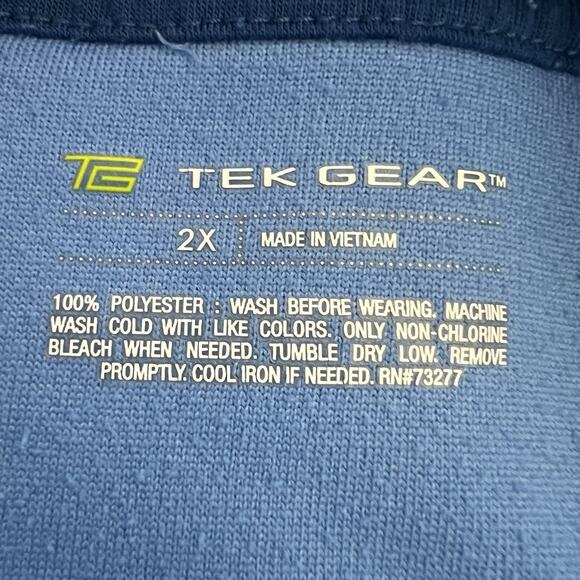 TG TEK GEAR™
2X MADE IN VIETNAM
100% POLYESTER : WASH BEFORE WEARING. MACHINE
WASH COLD WITH LIKE COLORS. ONLY NON-CHLORINE
BLEACH WHEN NEEDED. TUMBLE DRY LOW. REMOVE
PROMPTLY. COOL IRON IF NEEDED. RN#73277